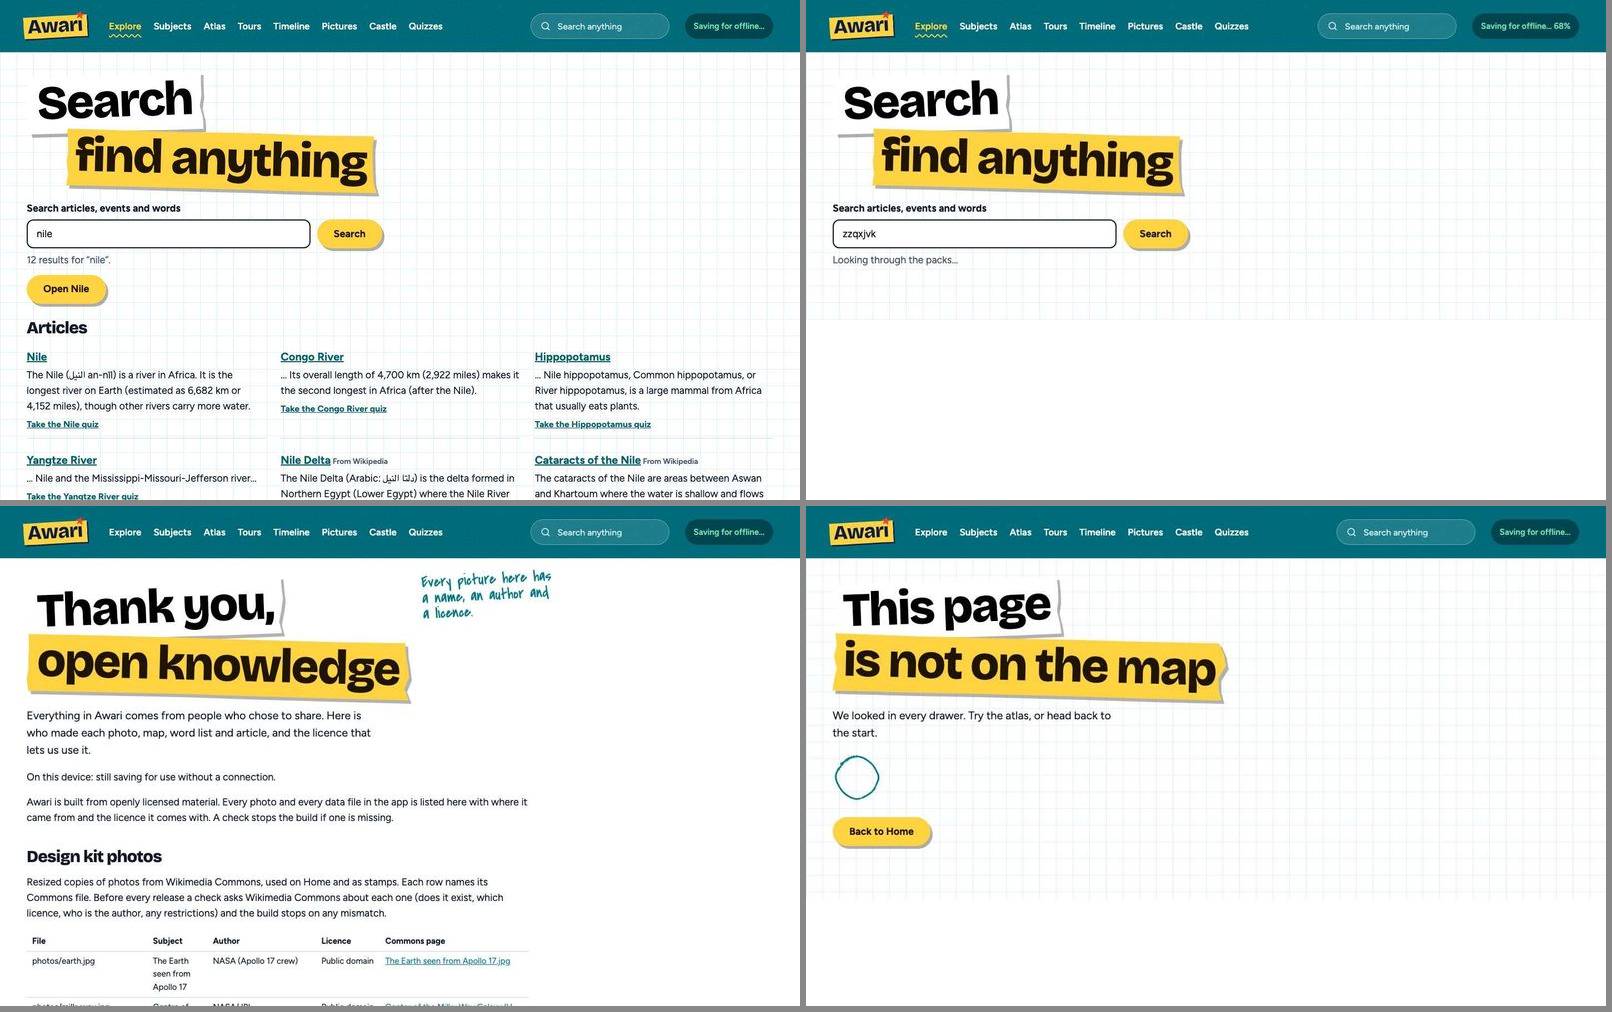 Awari Explore Subjects Atlas Tours Timeline Pictures Castle Quizzes Search anything Saving for offline...
Search
find anything
Search articles, events and words
nile Search
12 results for "nile".
Open Nile
Articles
Nile
The Nile (النيل an-nīl) is a river in Africa. It is the
longest river on Earth (estimated as 6,682 km or
4,152 miles), though other rivers carry more water.
Take the Nile quiz
Congo River
... Its overall length of 4,700 km (2,922 miles) makes it
the second longest in Africa (after the Nile).
Take the Congo River quiz
Hippopotamus
... Nile hippopotamus, Common hippopotamus, or
River hippopotamus, is a large mammal from Africa
that usually eats plants.
Take the Hippopotamus quiz
Yangtze River
... Nile and the Mississippi-Missouri-Jefferson river...
Take the Yangtze River quiz
Nile Delta From Wikipedia
The Nile Delta (Arabic: دلتا النيل) is the delta formed in
Northern Egypt (Lower Egypt) where the Nile River
Cataracts of the Nile From Wikipedia
The cataracts of the Nile are areas between Aswan
and Khartoum where the water is shallow and flows
Awari Explore Subjects Atlas Tours Timeline Pictures Castle Quizzes Search anything Saving for offline... 68%
Search
find anything
Search articles, events and words
zzqxjvk Search
Looking through the packs...
Awari Explore Subjects Atlas Tours Timeline Pictures Castle Quizzes Search anything Saving for offline...
Thank you,
open knowledge
Every picture here has
a name, an author and
a licence.
Everything in Awari comes from people who chose to share. Here is
who made each photo, map, word list and article, and the licence that
lets us use it.
On this device: still saving for use without a connection.
Awari is built from openly licensed material. Every photo and every data file in the app is listed here with where it
came from and the licence it comes with. A check stops the build if one is missing.
Design kit photos
Resized copies of photos from Wikimedia Commons, used on Home and as stamps. Each row names its
Commons file. Before every release a check asks Wikimedia Commons about each one (does it exist, which
licence, who is the author, any restrictions) and the build stops on any mismatch.
File Subject Author Licence Commons page
photos/earth.jpg The Earth NASA (Apollo 17 crew) Public domain The Earth seen from Apollo 17.jpg
seen from
Apollo 17
Awari Explore Subjects Atlas Tours Timeline Pictures Castle Quizzes Search anything Saving for offline...
This page
is not on the map
We looked in every drawer. Try the atlas, or head back to
the start.
Back to Home